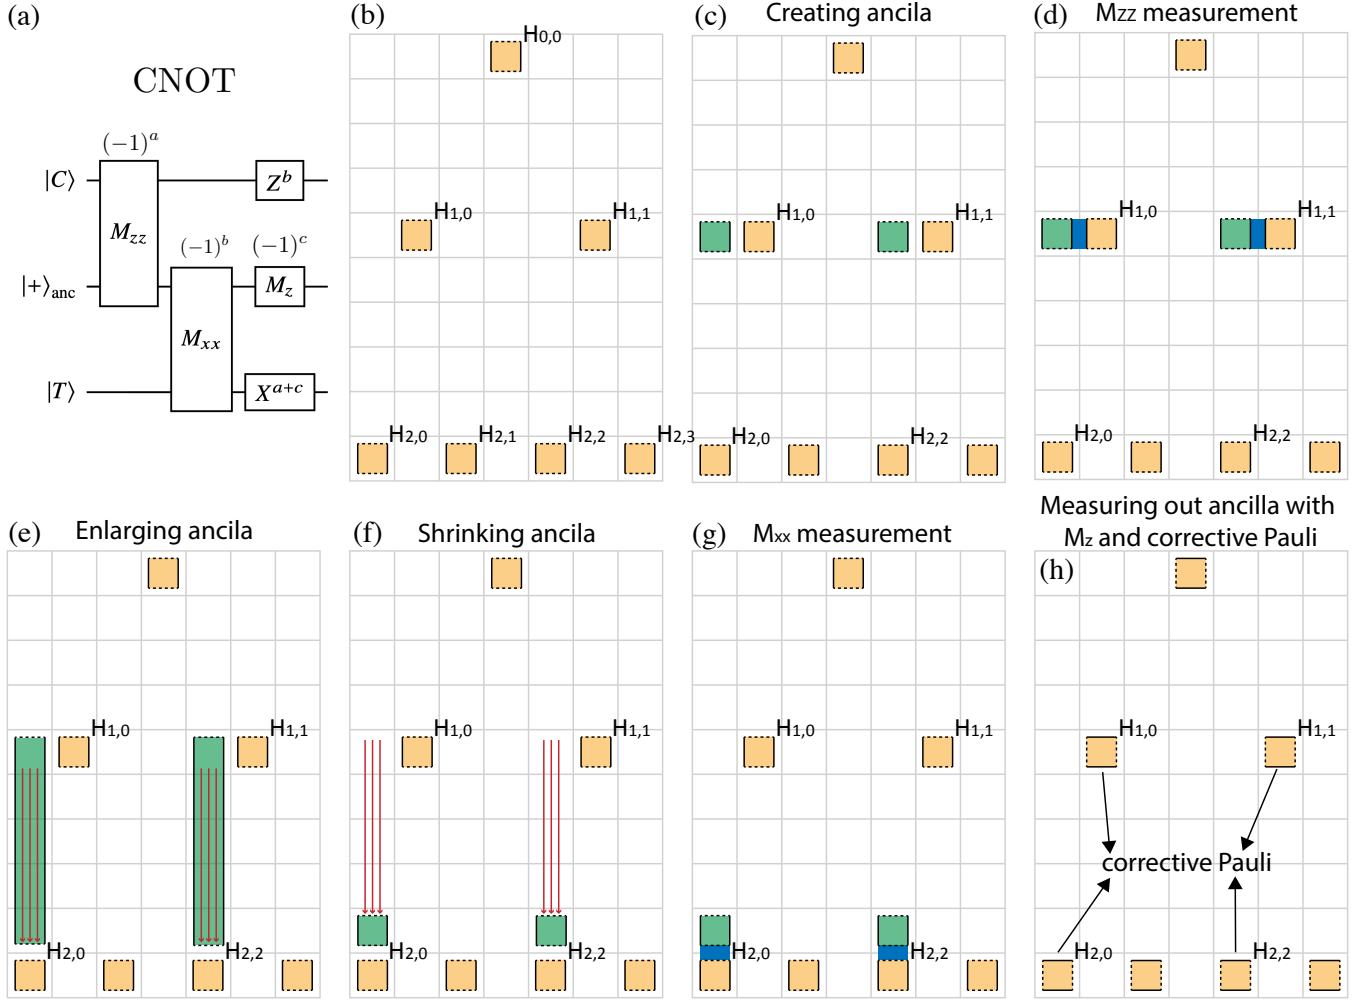 (a)
CNOT
(−1)^a
|C⟩
M_zz
Z^b
(−1)^b
(−1)^c
|+⟩_anc
M_z
M_xx
|T⟩
X^{a+c}
(b)
H0,0
H1,0
H1,1
H2,0
H2,1
H2,2
H2,3
(c)
Creating ancila
H1,0
H1,1
H2,0
H2,2
(d)
Mzz measurement
H1,0
H1,1
H2,0
H2,2
(e)
Enlarging ancila
H1,0
H1,1
H2,0
H2,2
(f)
Shrinking ancila
H1,0
H1,1
H2,0
H2,2
(g)
Mxx measurement
H1,0
H1,1
H2,0
H2,2
Measuring out ancilla with
Mz and corrective Pauli
(h)
H1,0
H1,1
corrective Pauli
H2,0
H2,2